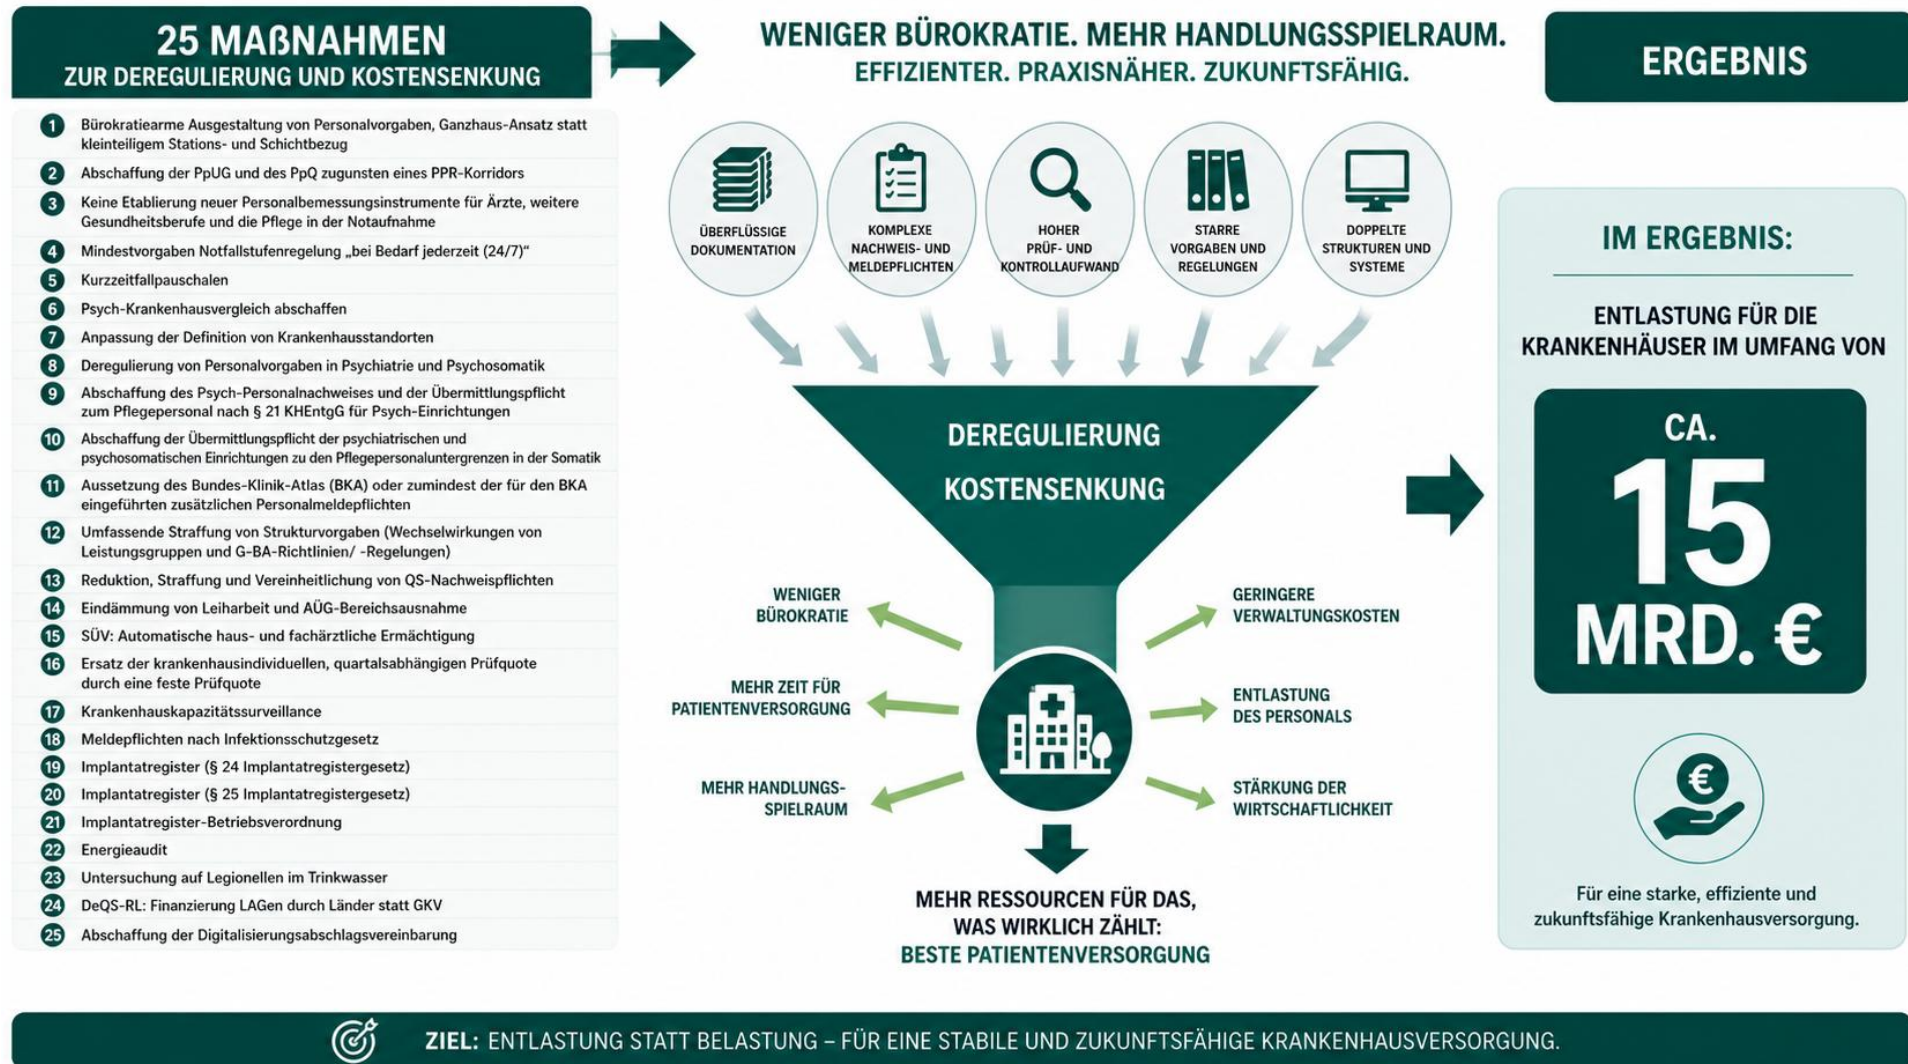 25 MAßNAHMEN
ZUR DEREGULIERUNG UND KOSTENSENKUNG
1 Bürokratiearme Ausgestaltung von Personalvorgaben, Ganzhaus-Ansatz statt
kleinteiligem Stations- und Schichtbezug
2 Abschaffung der PpUG und des PpQ zugunsten eines PPR-Korridors
3 Keine Etablierung neuer Personalbemessungsinstrumente für Ärzte, weitere
Gesundheitsberufe und die Pflege in der Notaufnahme
4 Mindestvorgaben Notfallstufenregelung „bei Bedarf jederzeit (24/7)“
5 Kurzzeitfallpauschalen
6 Psych-Krankenhausvergleich abschaffen
7 Anpassung der Definition von Krankenhausstandorten
8 Deregulierung von Personalvorgaben in Psychiatrie und Psychosomatik
9 Abschaffung des Psych-Personalnachweises und der Übermittlungspflicht
zum Pflegepersonal nach § 21 KHEntgG für Psych-Einrichtungen
10 Abschaffung der Übermittlungspflicht der psychiatrischen und
psychosomatischen Einrichtungen zu den Pflegepersonaluntergrenzen in der Somatik
11 Aussetzung des Bundes-Klinik-Atlas (BKA) oder zumindest der für den BKA
eingeführten zusätzlichen Personalmeldepflichten
12 Umfassende Straffung von Strukturvorgaben (Wechselwirkungen von
Leistungsgruppen und G-BA-Richtlinien/ -Regelungen)
13 Reduktion, Straffung und Vereinheitlichung von QS-Nachweispflichten
14 Eindämmung von Leiharbeit und AÜG-Bereichsausnahme
15 SÜV: Automatische haus- und fachärztliche Ermächtigung
16 Ersatz der krankenhausindividuellen, quartalsabhängigen Prüfquote
durch eine feste Prüfquote
17 Krankenhauskapazitätssurveillance
18 Meldepflichten nach Infektionsschutzgesetz
19 Implantatregister (§ 24 Implantatregistergesetz)
20 Implantatregister (§ 25 Implantatregistergesetz)
21 Implantatregister-Betriebsverordnung
22 Energieaudit
23 Untersuchung auf Legionellen im Trinkwasser
24 DeQS-RL: Finanzierung LAGen durch Länder statt GKV
25 Abschaffung der Digitalisierungsabschlagsvereinbarung
WENIGER BÜROKRATIE. MEHR HANDLUNGSSPIELRAUM.
EFFIZIENTER. PRAXISNÄHER. ZUKUNFTSFÄHIG.
ÜBERFLÜSSIGE
DOKUMENTATION
KOMPLEXE
NACHWEIS- UND
MELDEPFLICHTEN
HOHER
PRÜF- UND
KONTROLLAUFWAND
STARRE
VORGABEN UND
REGELUNGEN
DOPPELTE
STRUKTUREN UND
SYSTEME
DEREGULIERUNG
KOSTENSENKUNG
WENIGER
BÜROKRATIE
MEHR ZEIT FÜR
PATIENTENVERSORGUNG
MEHR HANDLUNGS-
SPIELRAUM
GERINGERE
VERWALTUNGSKOSTEN
ENTLASTUNG
DES PERSONALS
STÄRKUNG DER
WIRTSCHAFTLICHKEIT
MEHR RESSOURCEN FÜR DAS,
WAS WIRKLICH ZÄHLT:
BESTE PATIENTENVERSORGUNG
ERGEBNIS
IM ERGEBNIS:
ENTLASTUNG FÜR DIE
KRANKENHÄUSER IM UMFANG VON
CA.
15
MRD. €
€
Für eine starke, effiziente und
zukunftsfähige Krankenhausversorgung.
ZIEL: ENTLASTUNG STATT BELASTUNG – FÜR EINE STABILE UND ZUKUNFTSFÄHIGE KRANKENHAUSVERSORGUNG.